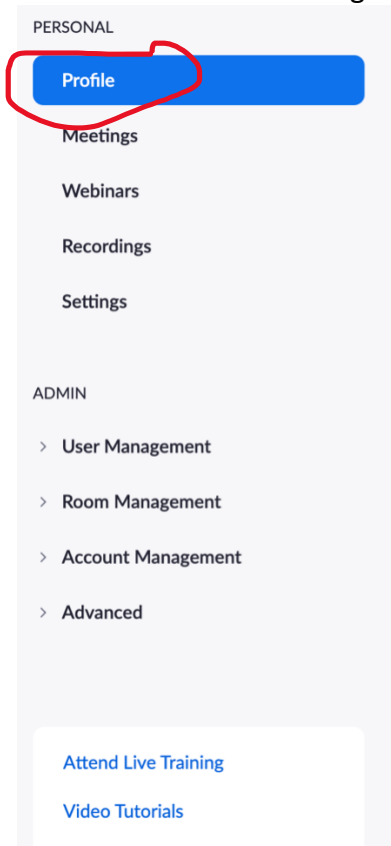 PERSONAL
Profile
Meetings
Webinars
Recordings
Settings
ADMIN
> User Management
> Room Management
> Account Management
> Advanced
Attend Live Training
Video Tutorials